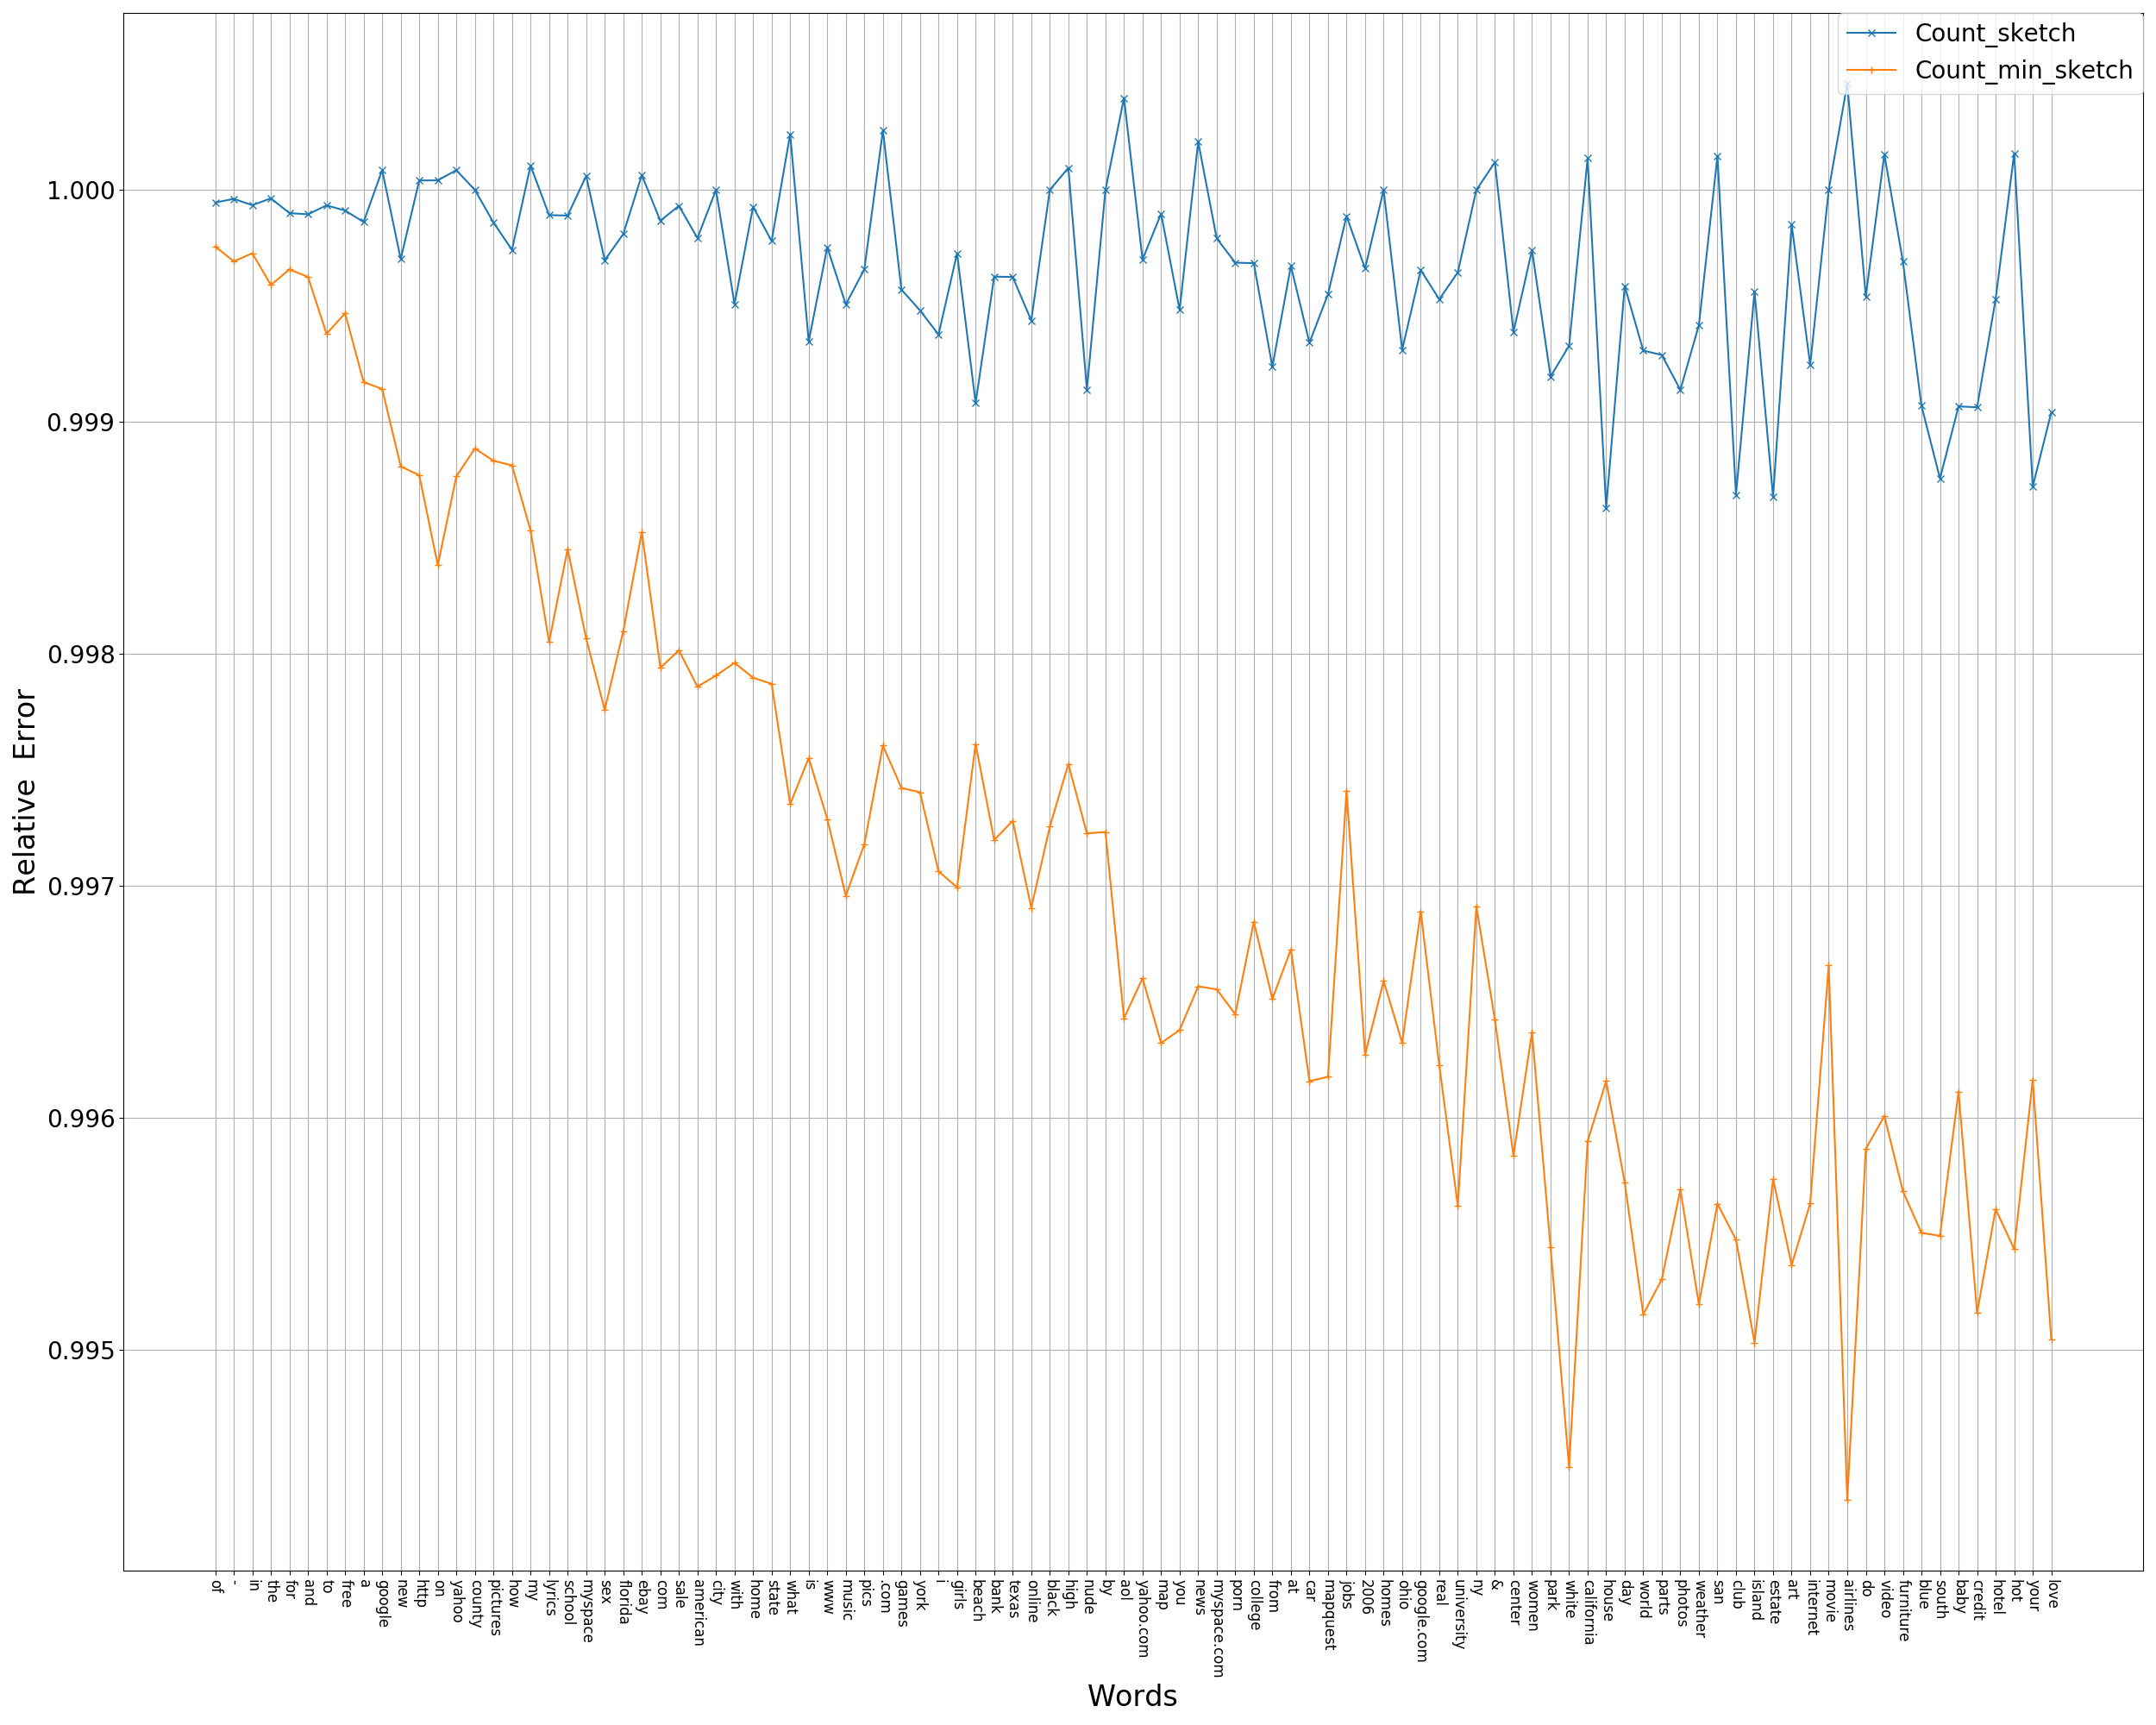 Count_sketch
Count_min_sketch
1.000
0.999
0.998
0.997
0.996
0.995
Relative Error
of
-
in
the
for
and
to
free
a
google
new
http
on
yahoo
county
pictures
how
my
lyrics
school
myspace
sex
florida
ebay
com
sale
american
city
with
home
state
what
is
www
music
pics
.com
games
york
i
girls
beach
bank
texas
online
black
high
nude
by
aol
yahoo.com
map
you
news
myspace.com
porn
college
from
at
car
mapquest
jobs
2006
homes
ohio
google.com
real
university
ny
&
center
women
park
white
california
house
day
world
parts
photos
weather
san
club
island
estate
art
internet
movie
airlines
do
video
furniture
blue
south
baby
credit
hotel
hot
your
love
Words